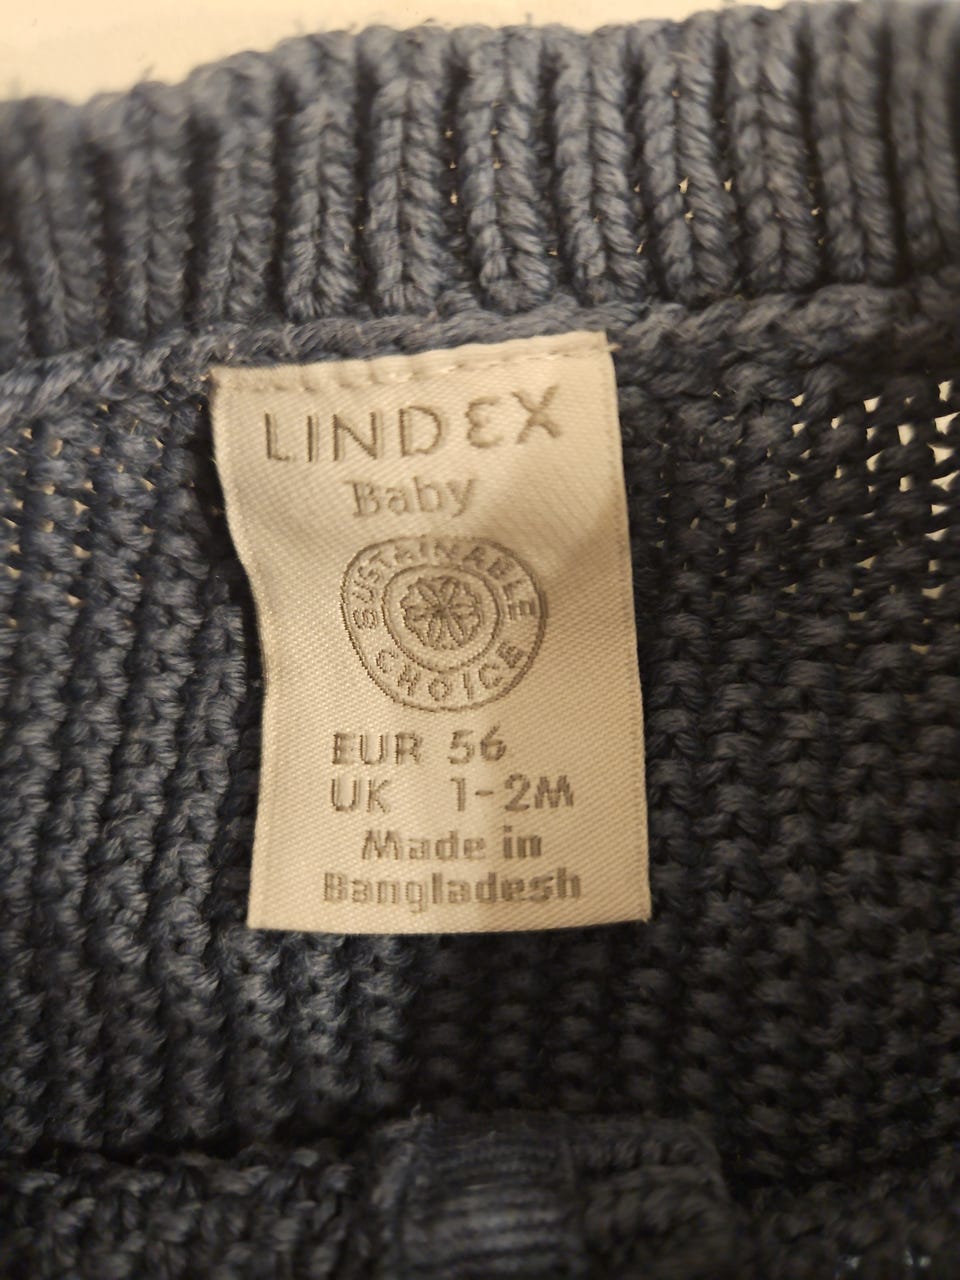 LINDEX
Baby
SUSTAINABLE
CHOICE
EUR 56
UK 1-2M
Made in
Bangladesh